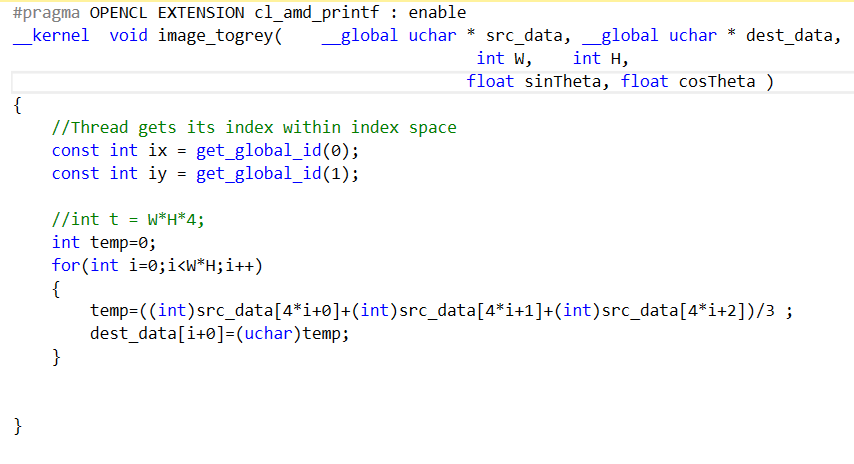 #pragma OPENCL EXTENSION cl_amd_printf : enable
__kernel  void image_togrey(    __global uchar * src_data, __global uchar * dest_data,
                                                int W,    int H,
                                               float sinTheta, float cosTheta )
{
    //Thread gets its index within index space
    const int ix = get_global_id(0);
    const int iy = get_global_id(1);

    //int t = W*H*4;
    int temp=0;
    for(int i=0;i<W*H;i++)
    {
        temp=((int)src_data[4*i+0]+(int)src_data[4*i+1]+(int)src_data[4*i+2])/3 ;
        dest_data[i+0]=(uchar)temp;
    }


}